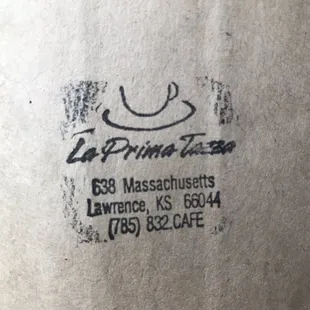 La Prima Tazza
638 Massachusetts
Lawrence, KS 66044
(785) 832.CAFE